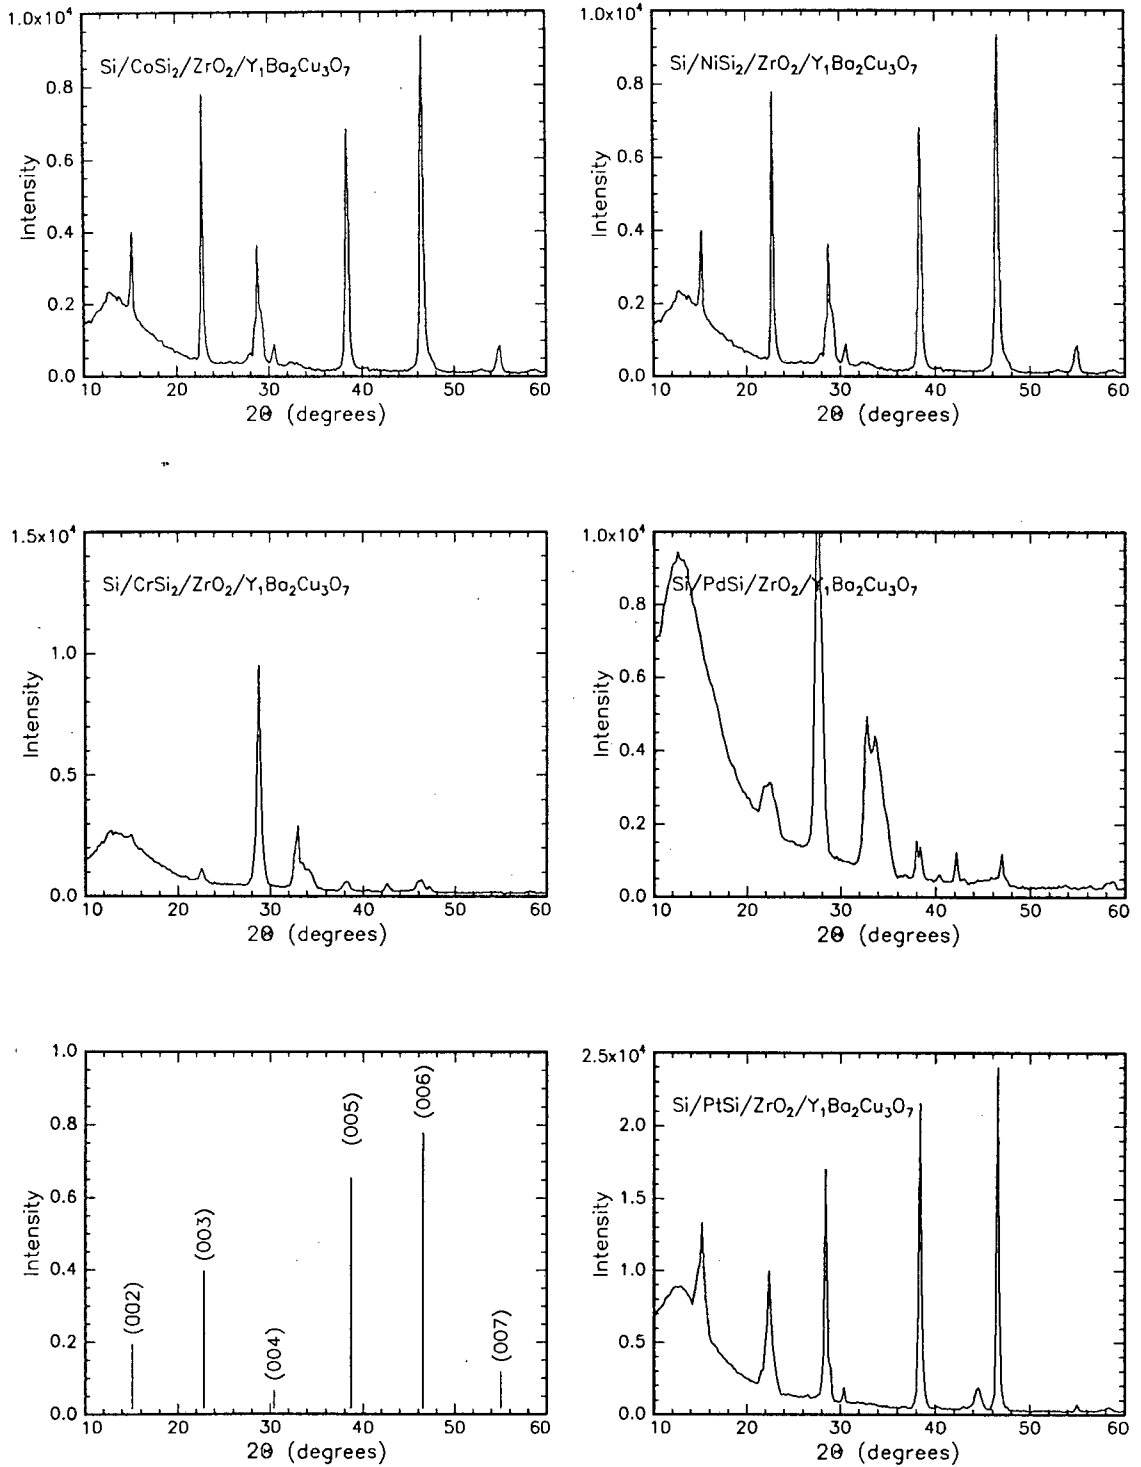 1.0x10⁴
0.8
0.6
0.4
0.2
0.0
Intensity
Si/CoSi₂/ZrO₂/Y₁Ba₂Cu₃O₇
10 20 30 40 50 60
2Θ (degrees)
1.0x10⁴
0.8
0.6
0.4
0.2
0.0
Intensity
Si/NiSi₂/ZrO₂/Y₁Ba₂Cu₃O₇
10 20 30 40 50 60
2Θ (degrees)
1.5x10⁴
1.0
0.5
0.0
Intensity
Si/CrSi₂/ZrO₂/Y₁Ba₂Cu₃O₇
10 20 30 40 50 60
2Θ (degrees)
1.0x10⁴
0.8
0.6
0.4
0.2
0.0
Intensity
Si/PdSi/ZrO₂/Y₁Ba₂Cu₃O₇
10 20 30 40 50 60
2Θ (degrees)
1.0
0.8
0.6
0.4
0.2
0.0
Intensity
(002)
(003)
(004)
(005)
(006)
(007)
10 20 30 40 50 60
2Θ (degrees)
2.5x10⁴
2.0
1.5
1.0
0.5
0.0
Intensity
Si/PtSi/ZrO₂/Y₁Ba₂Cu₃O₇
10 20 30 40 50 60
2Θ (degrees)